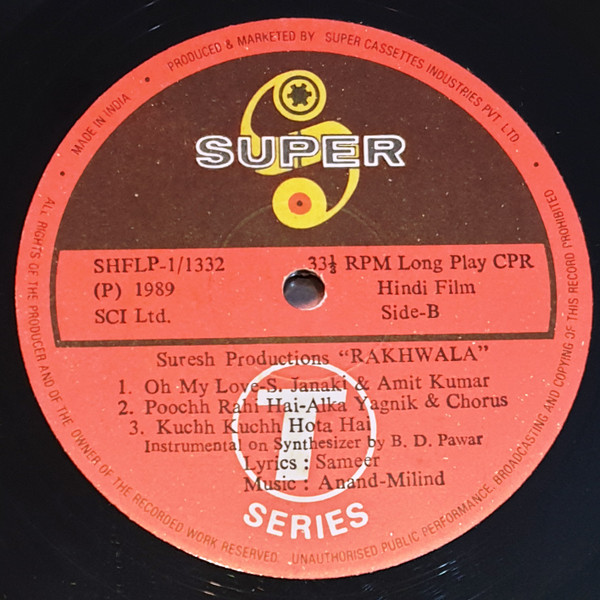 • MADE IN INDIA • PRODUCED & MARKETED BY SUPER CASSETTES INDUSTRIES PVT. LTD. •
SUPER
SHFLP-1/1332
33⅓ RPM Long Play CPR
(P) 1989
Hindi Film
SCI Ltd.
Side-B
Suresh Productions "RAKHWALA"
1. Oh My Love-S. Janaki & Amit Kumar
2. Poochh Rahi Hai-Alka Yagnik & Chorus
3. Kuchh Kuchh Hota Hai
Instrumental on Synthesizer by B. D. Pawar
Lyrics : Sameer
Music : Anand-Milind
T
SERIES
ALL RIGHTS OF THE PRODUCER AND OF THE OWNER OF THE RECORDED WORK RESERVED UNAUTHORISED PUBLIC PERFORMANCE, BROADCASTING AND COPYING OF THIS RECORD PROHIBITED